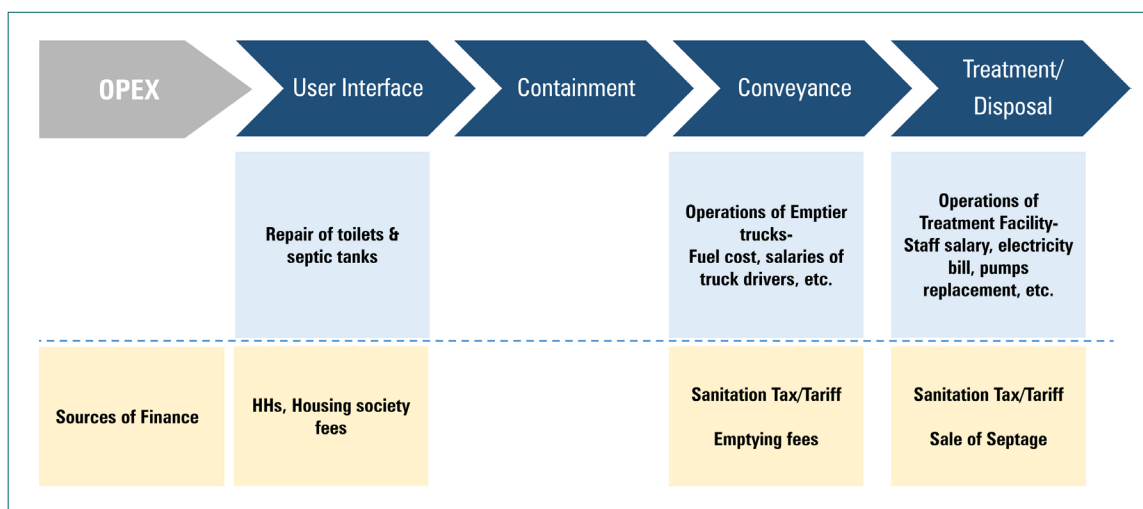 OPEX
User Interface
Containment
Conveyance
Treatment/
Disposal
Repair of toilets &
septic tanks
Operations of Emptier
trucks-
Fuel cost, salaries of
truck drivers, etc.
Operations of
Treatment Facility-
Staff salary, electricity
bill, pumps
replacement, etc.
Sources of Finance
HHs, Housing society
fees
Sanitation Tax/Tariff
Emptying fees
Sanitation Tax/Tariff
Sale of Septage